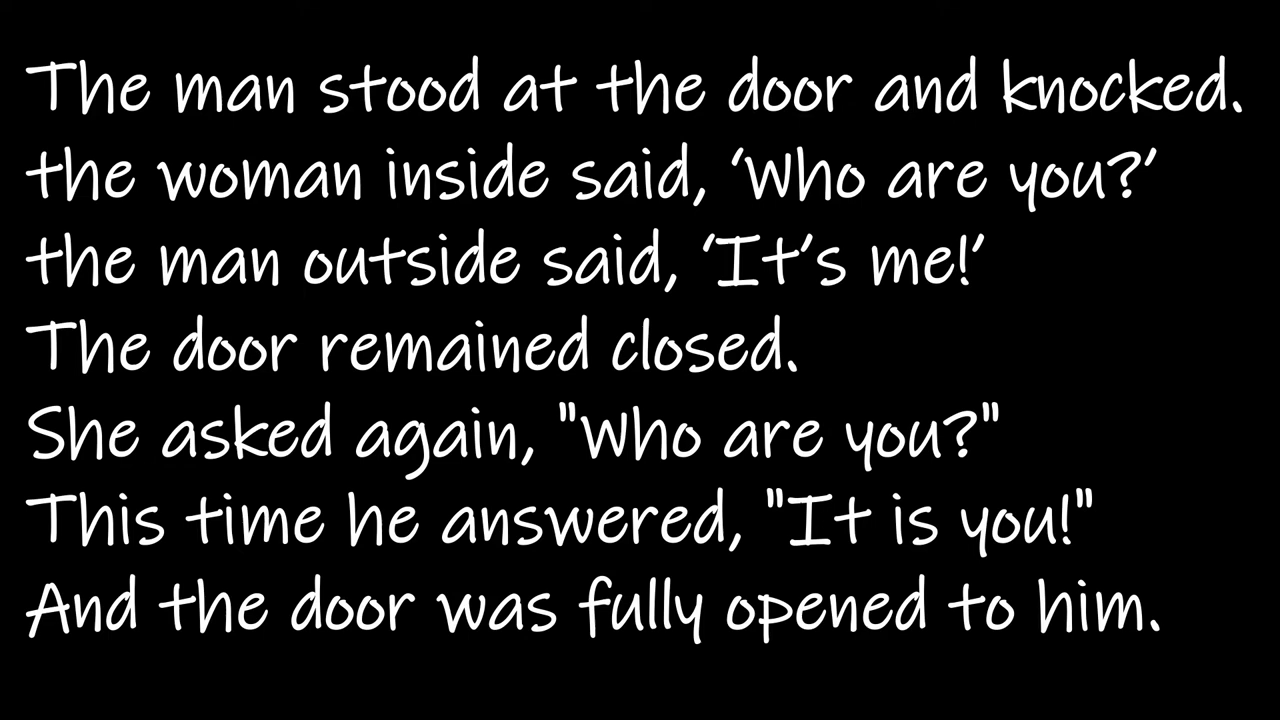 The man stood at the door and knocked.
the woman inside said, ‘Who are you?’
the man outside said, ‘It’s me!’
The door remained closed.
She asked again, "Who are you?"
This time he answered, "It is you!"
And the door was fully opened to him.